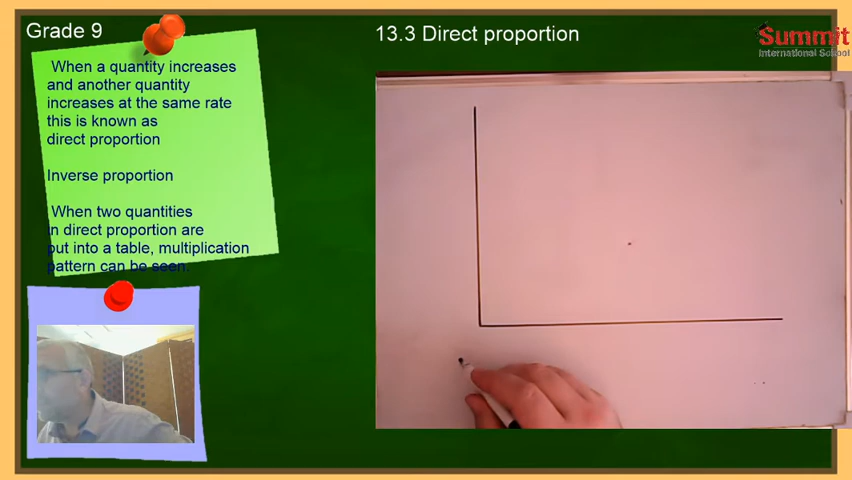 Grade 9
13.3 Direct proportion
Summit
International School
When a quantity increases
and another quantity
increases at the same rate
this is known as
direct proportion
Inverse proportion
When two quantities
in direct proportion are
put into a table, multiplication
pattern can be seen.